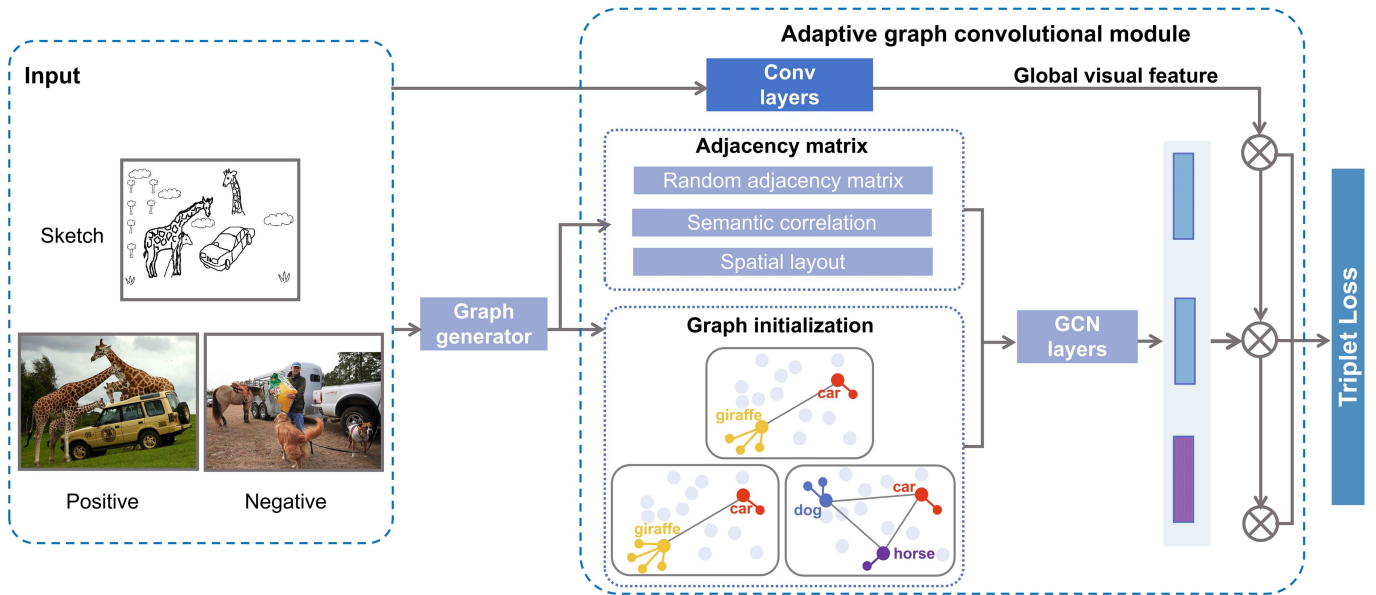 Adaptive graph convolutional module
Input
Conv
layers
Global visual feature
Adjacency matrix
Random adjacency matrix
Semantic correlation
Spatial layout
Sketch
Graph
generator
Graph initialization
car
giraffe
car
giraffe
car
dog
horse
GCN
layers
Triplet Loss
Positive
Negative